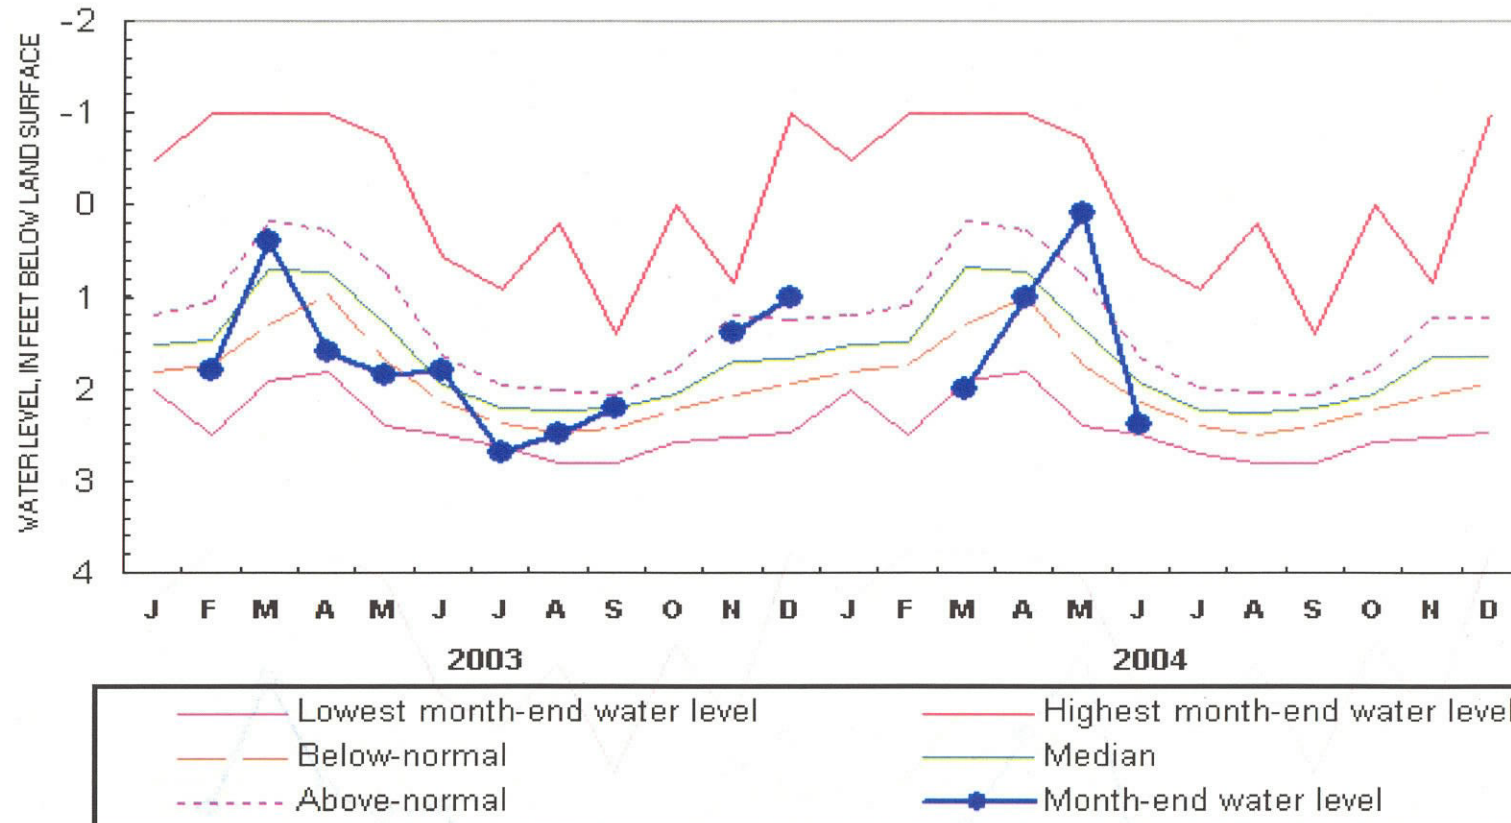 WATER LEVEL, IN FEET BELOW LAND SURFACE
-2
-1
0
1
2
3
4
J F M A M J J A S O N D J F M A M J J A S O N D
2003 2004
Lowest month-end water level Highest month-end water level
Below-normal Median
Above-normal Month-end water level